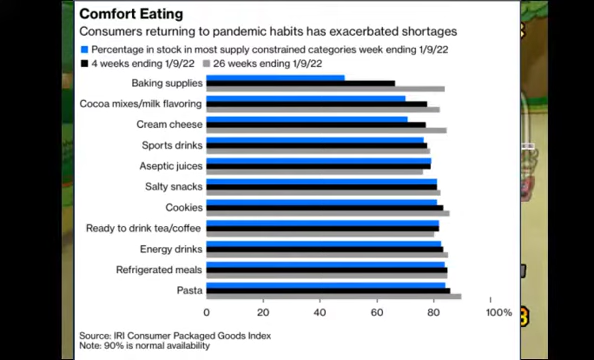 Comfort Eating
Consumers returning to pandemic habits has exacerbated shortages
Percentage in stock in most supply constrained categories week ending 1/9/22
4 weeks ending 1/9/22 26 weeks ending 1/9/22
Baking supplies
Cocoa mixes/milk flavoring
Cream cheese
Sports drinks
Aseptic juices
Salty snacks
Cookies
Ready to drink tea/coffee
Energy drinks
Refrigerated meals
Pasta
0 20 40 60 80 100%
Source: IRI Consumer Packaged Goods Index
Note: 90% is normal availability